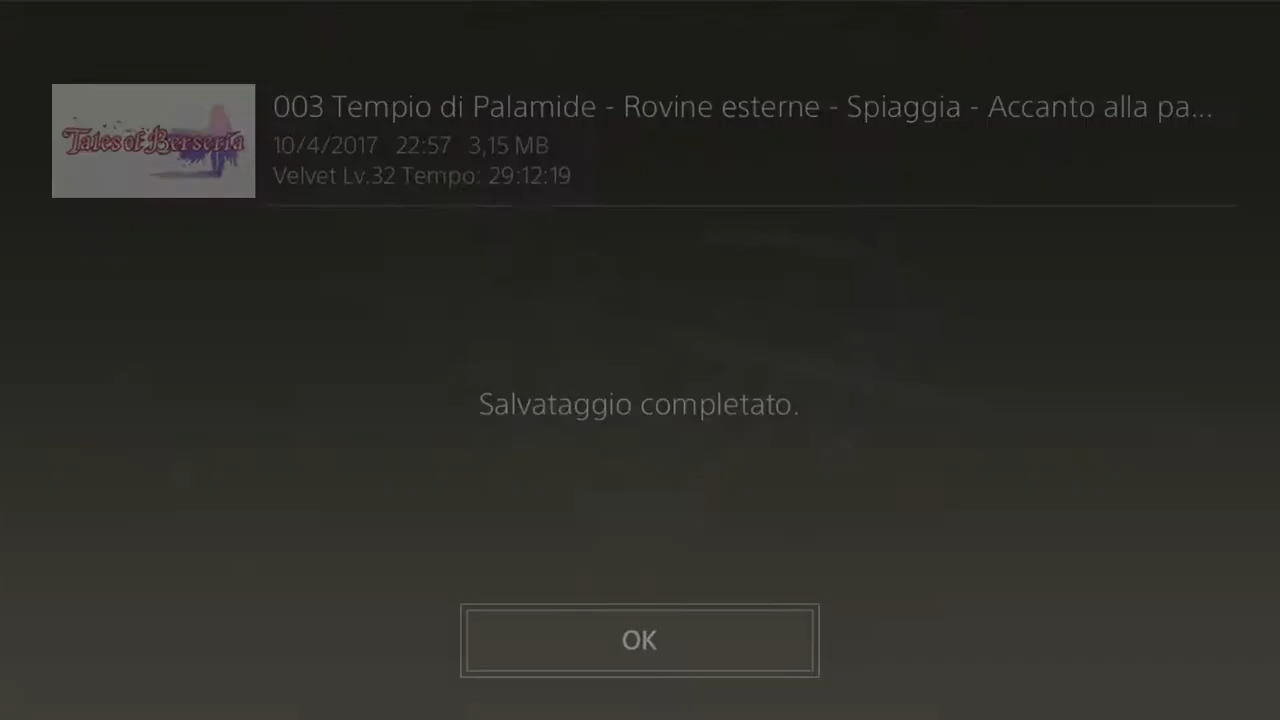 Tales of Berseria
003 Tempio di Palamide - Rovine esterne - Spiaggia - Accanto alla pa...
10/4/2017 22:57 3,15 MB
Velvet Lv.32 Tempo: 29:12:19
Salvataggio completato.
OK